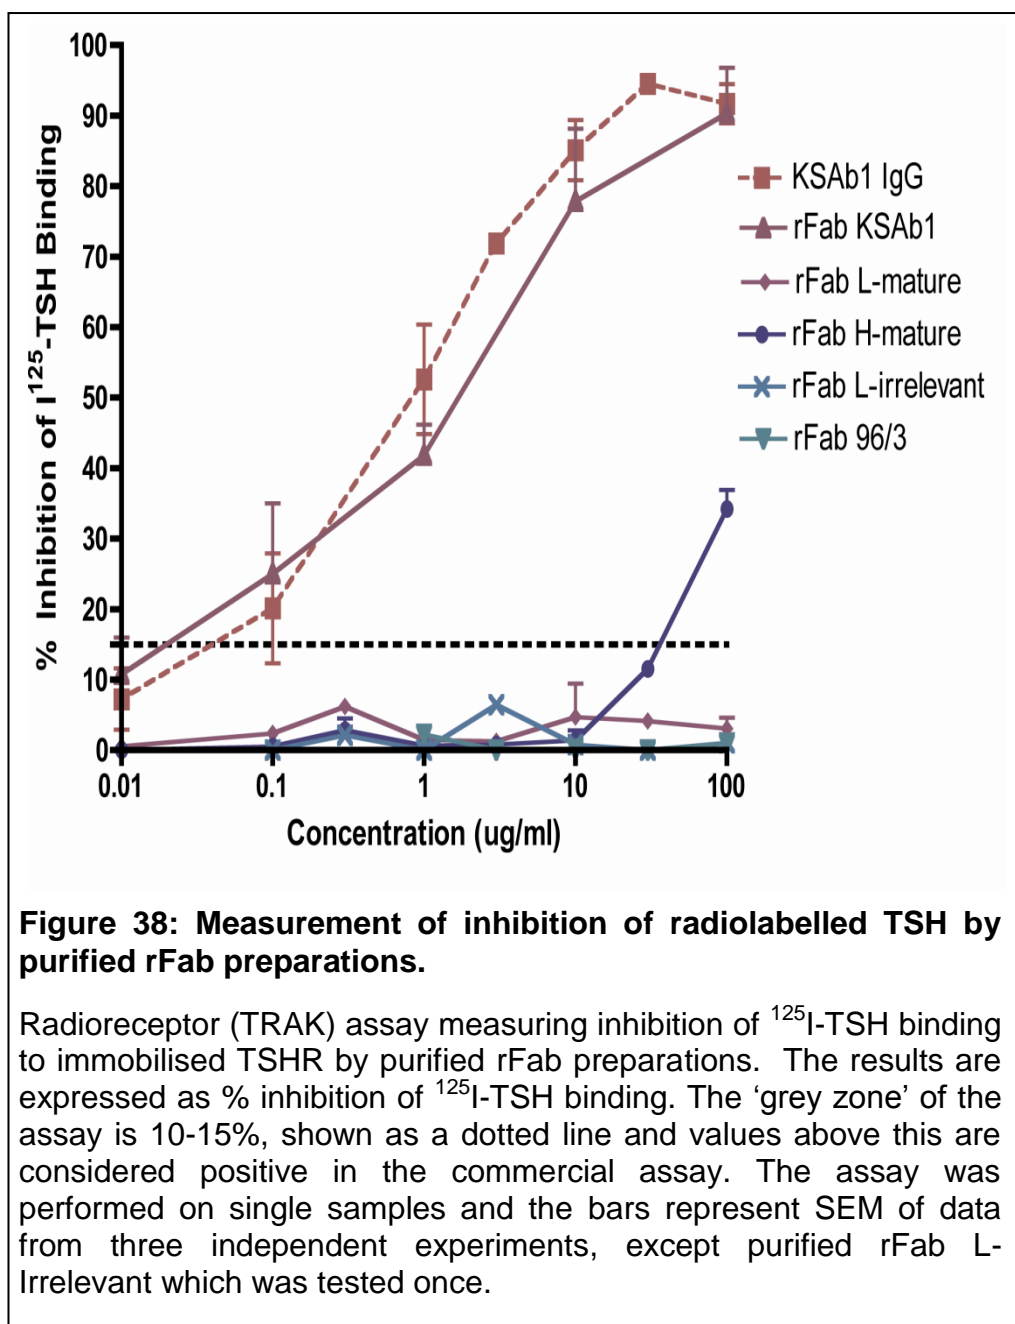 100
90
80
70
60
50
40
30
20
10
0
% Inhibition of I¹²⁵-TSH Binding
0.01 0.1 1 10 100
Concentration (ug/ml)
KSAb1 IgG
rFab KSAb1
rFab L-mature
rFab H-mature
rFab L-irrelevant
rFab 96/3
Figure 38: Measurement of inhibition of radiolabelled TSH by
purified rFab preparations.
Radioreceptor (TRAK) assay measuring inhibition of ¹²⁵I-TSH binding
to immobilised TSHR by purified rFab preparations. The results are
expressed as % inhibition of ¹²⁵I-TSH binding. The ‘grey zone’ of the
assay is 10-15%, shown as a dotted line and values above this are
considered positive in the commercial assay. The assay was
performed on single samples and the bars represent SEM of data
from three independent experiments, except purified rFab L-
Irrelevant which was tested once.